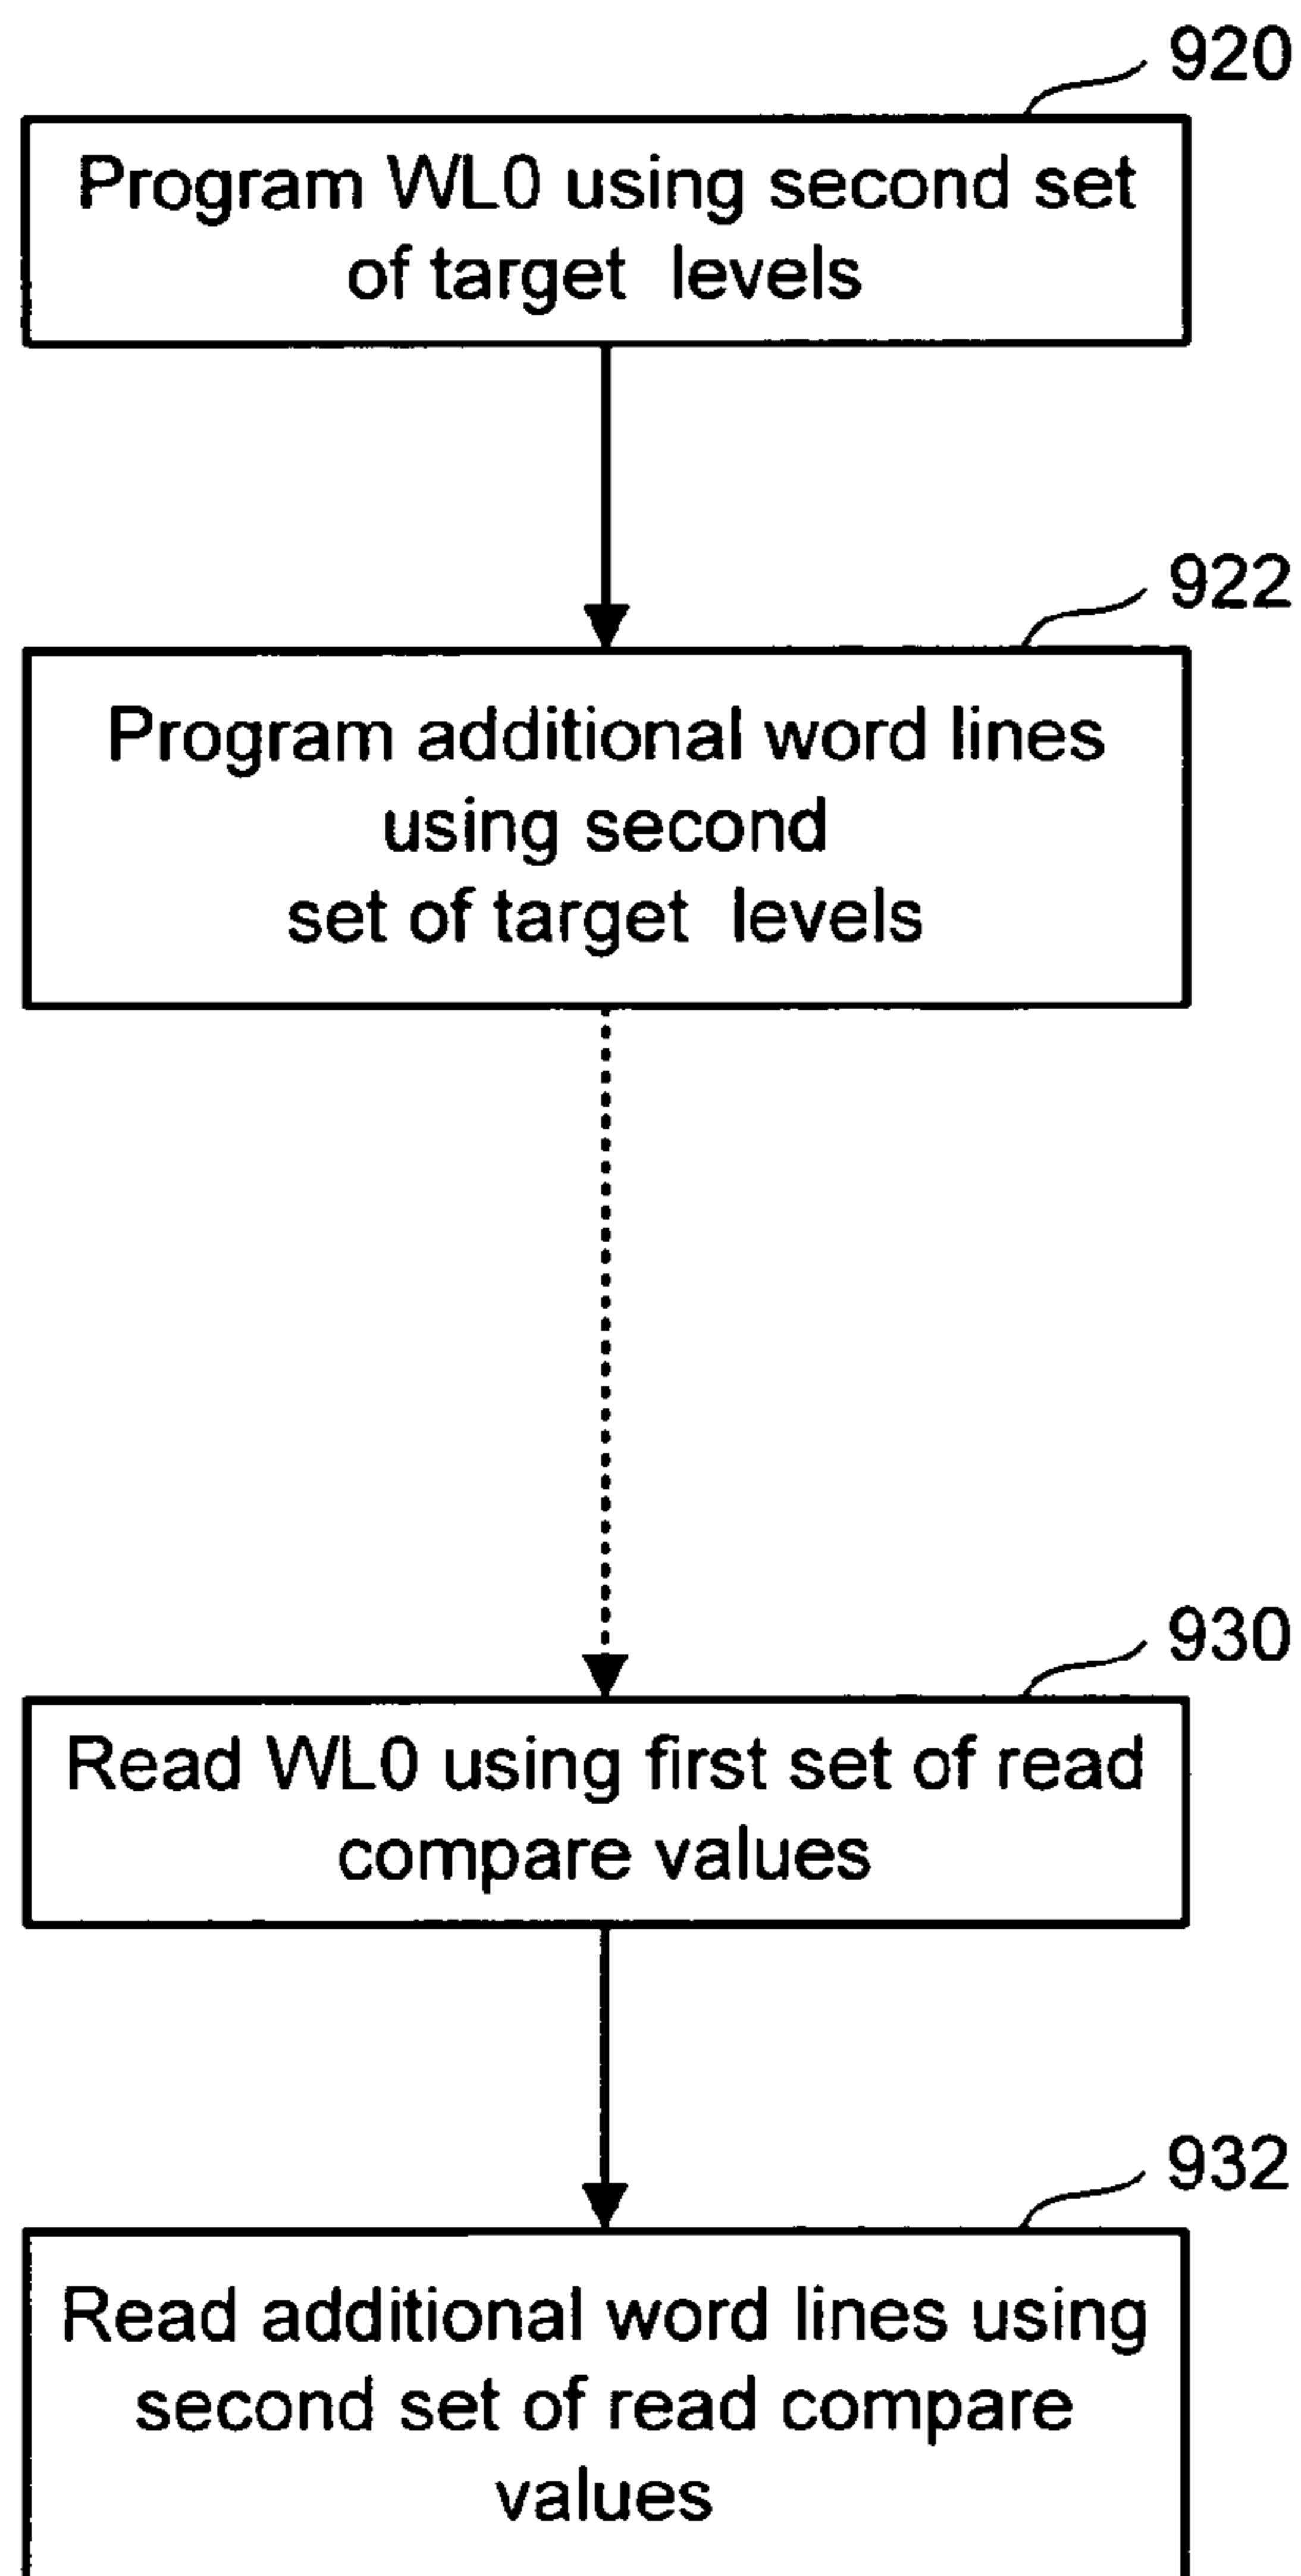 920
Program WL0 using second set
of target levels
922
Program additional word lines
using second
set of target levels
930
Read WL0 using first set of read
compare values
932
Read additional word lines using
second set of read compare
values